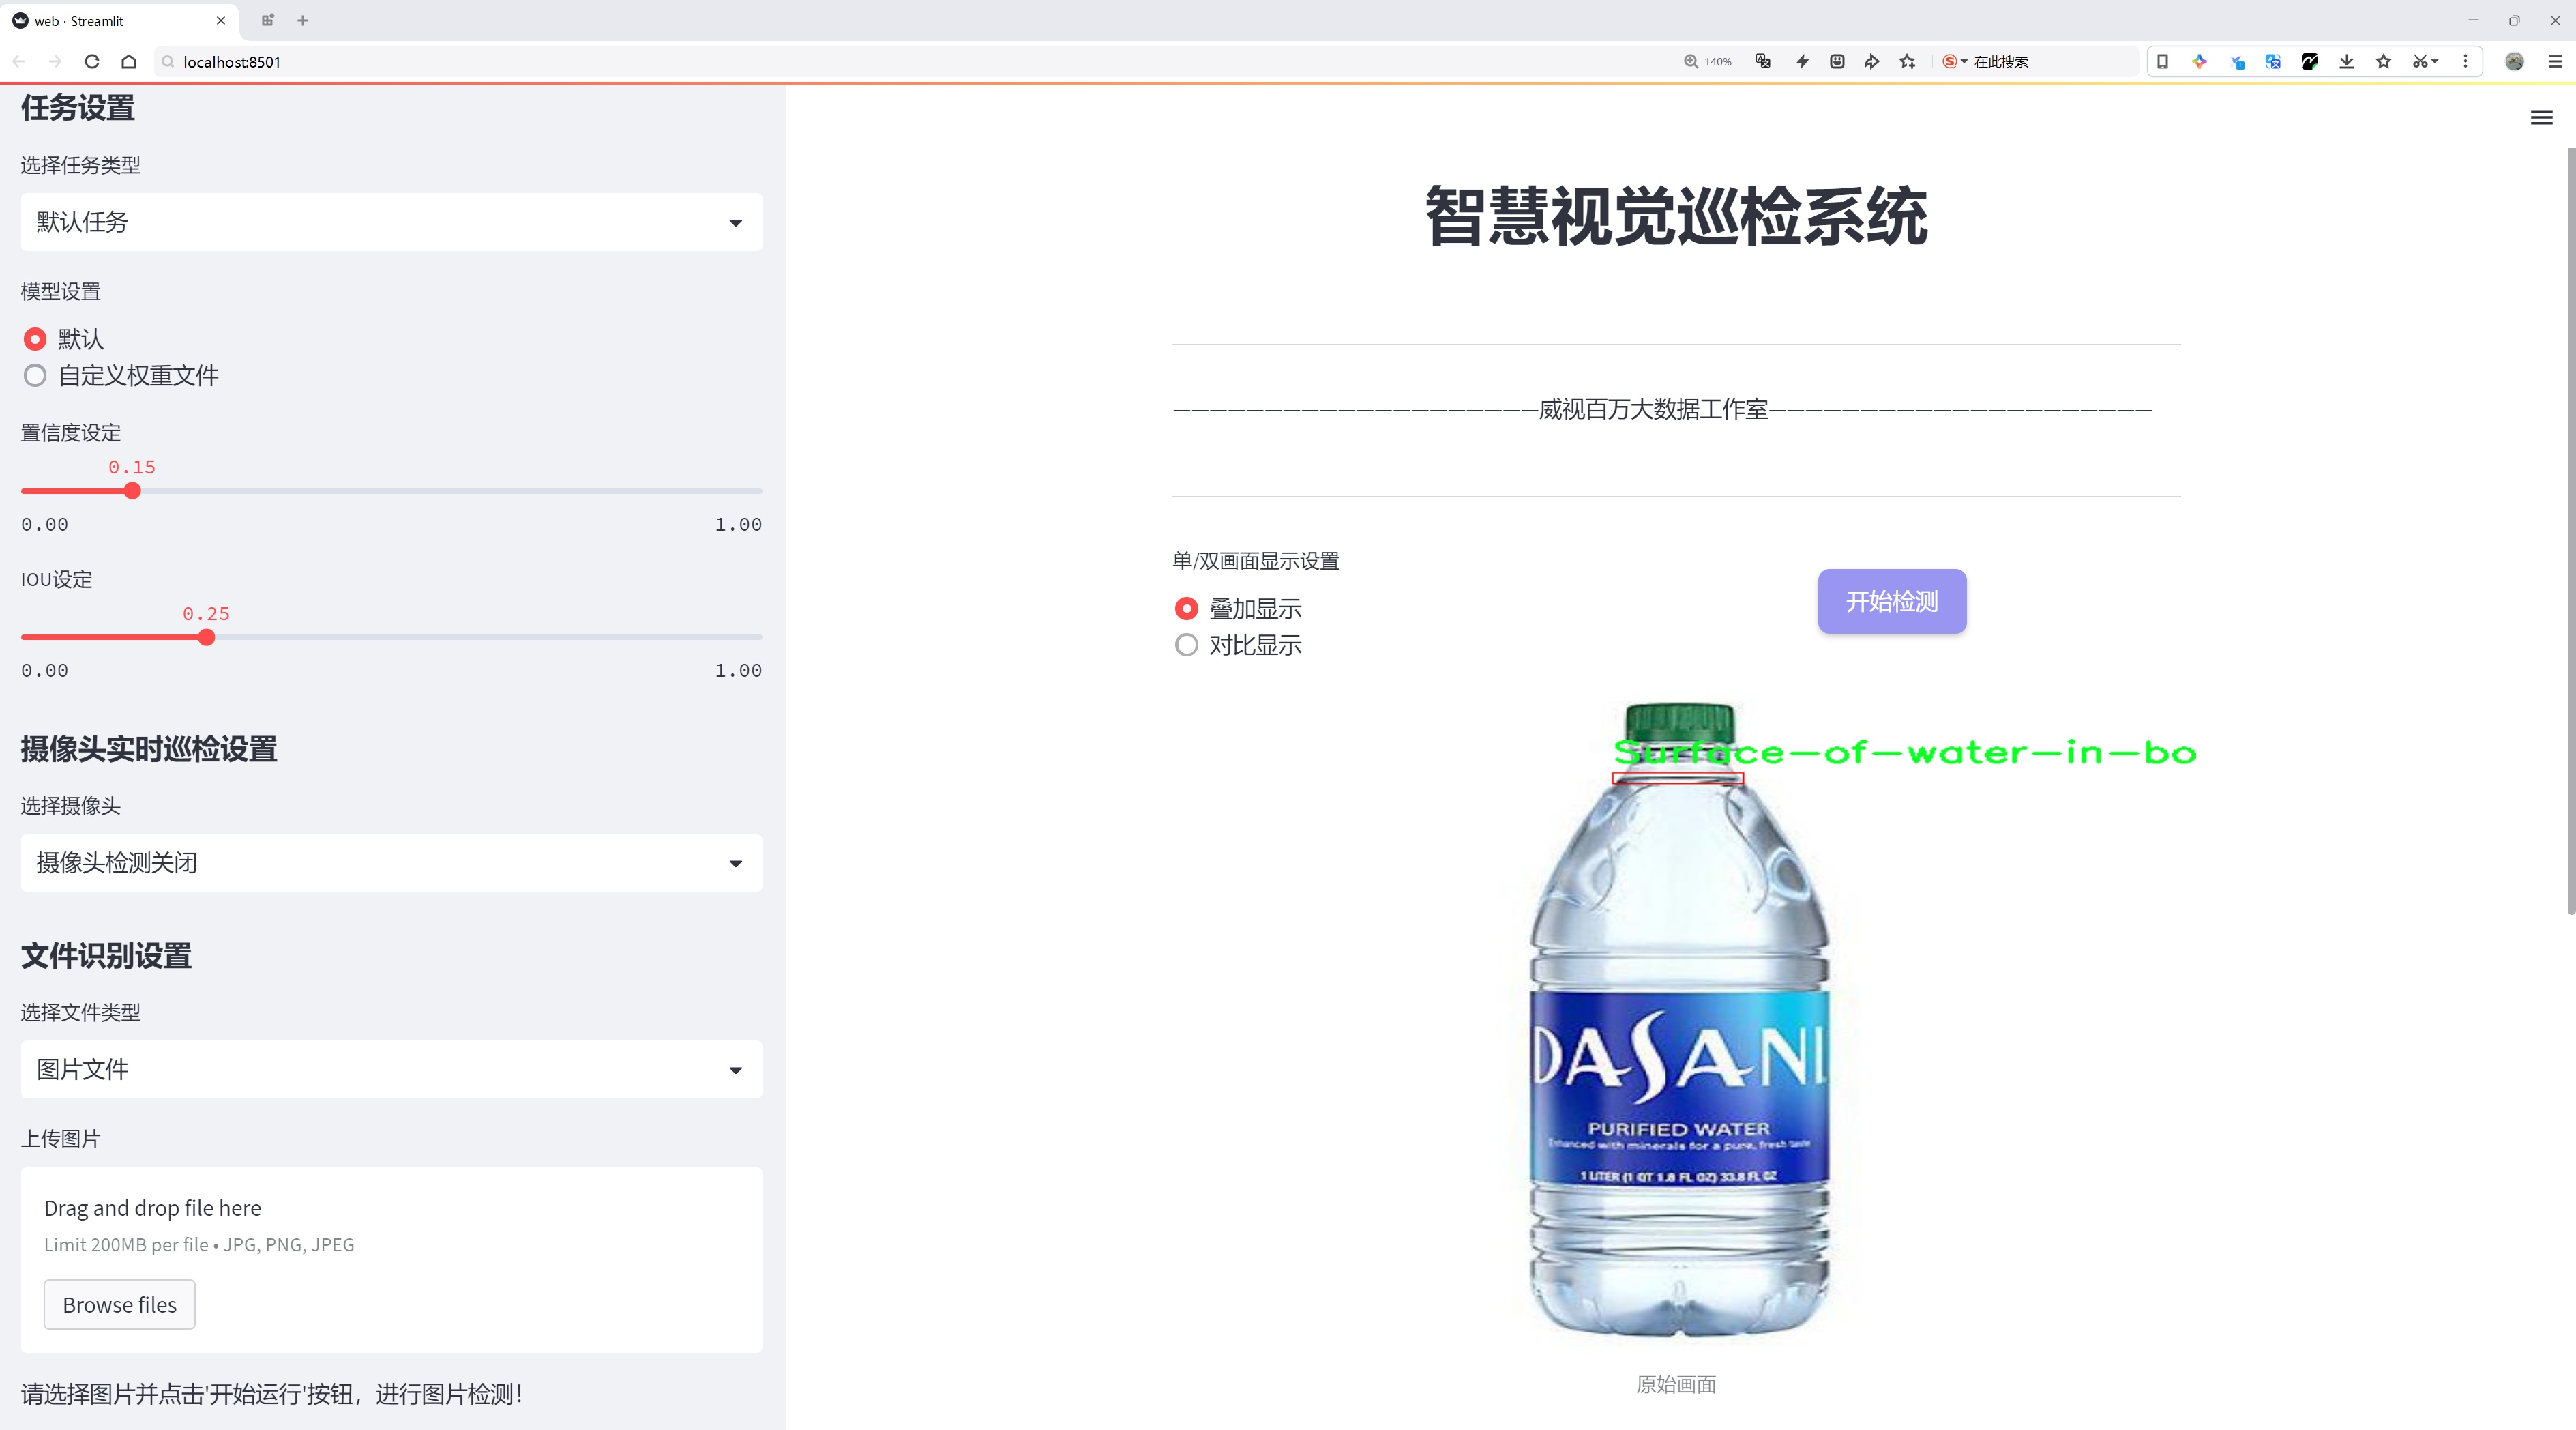 web · Streamlit
localhost:8501
140%
在此搜索
任务设置
选择任务类型
默认任务
模型设置
默认
自定义权重文件
置信度设定
0.15
0.00
1.00
IOU设定
0.25
0.00
1.00
摄像头实时巡检设置
选择摄像头
摄像头检测关闭
文件识别设置
选择文件类型
图片文件
上传图片
Drag and drop file here
Limit 200MB per file • JPG, PNG, JPEG
Browse files
请选择图片并点击'开始运行'按钮，进行图片检测！
智慧视觉巡检系统
————————————————————威视百万大数据工作室—————————————————————
单/双画面显示设置
叠加显示
对比显示
开始检测
Surface-of-water-in-bo
DASANI
PURIFIED WATER
Enhanced with minerals for a pure, fresh taste
1 LITER (1 QT 1.8 FL OZ) 33.8 FL OZ
原始画面